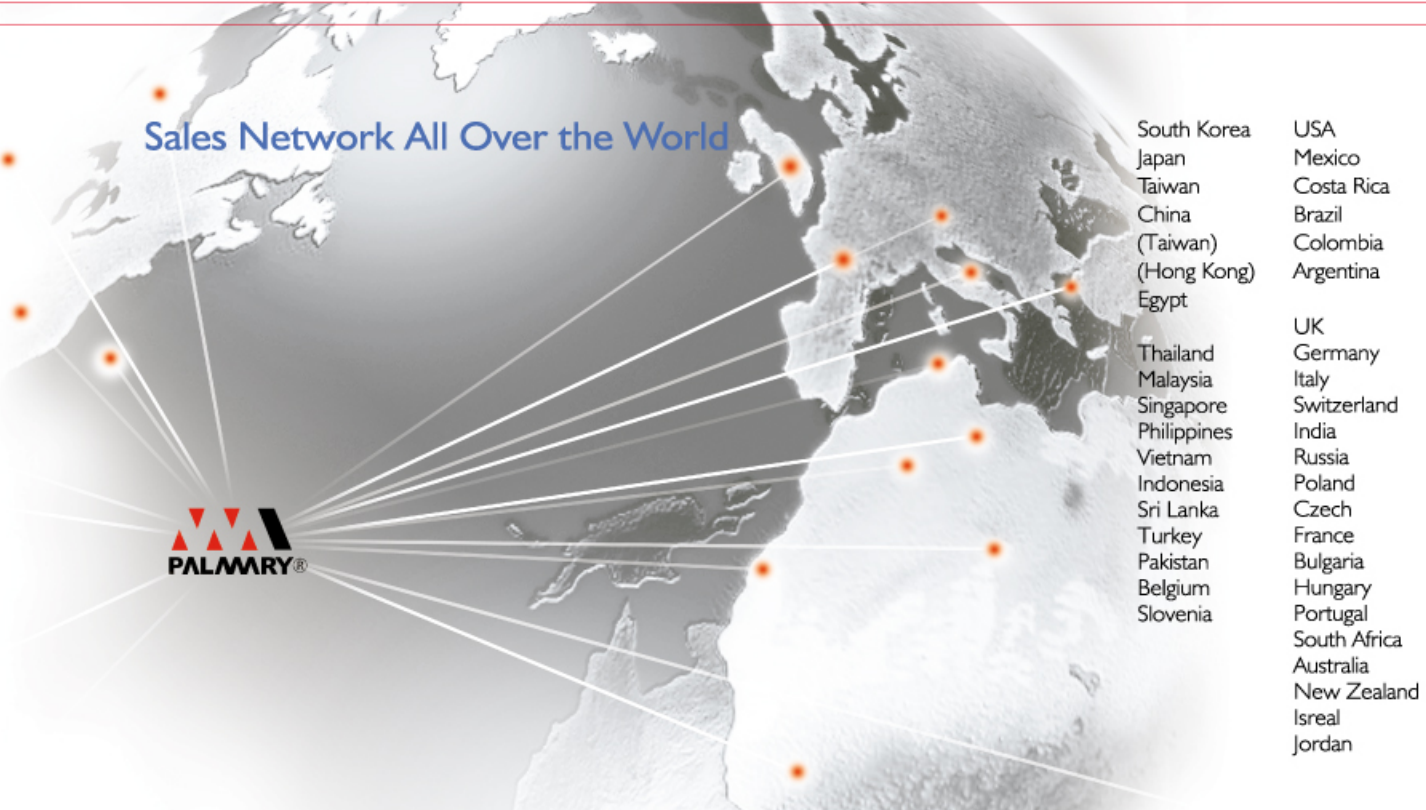 Sales Network All Over the World
PALMARY®
South Korea
Japan
Taiwan
China
(Taiwan)
(Hong Kong)
Egypt
Thailand
Malaysia
Singapore
Philippines
Vietnam
Indonesia
Sri Lanka
Turkey
Pakistan
Belgium
Slovenia
USA
Mexico
Costa Rica
Brazil
Colombia
Argentina
UK
Germany
Italy
Switzerland
India
Russia
Poland
Czech
France
Bulgaria
Hungary
Portugal
South Africa
Australia
New Zealand
Isreal
Jordan